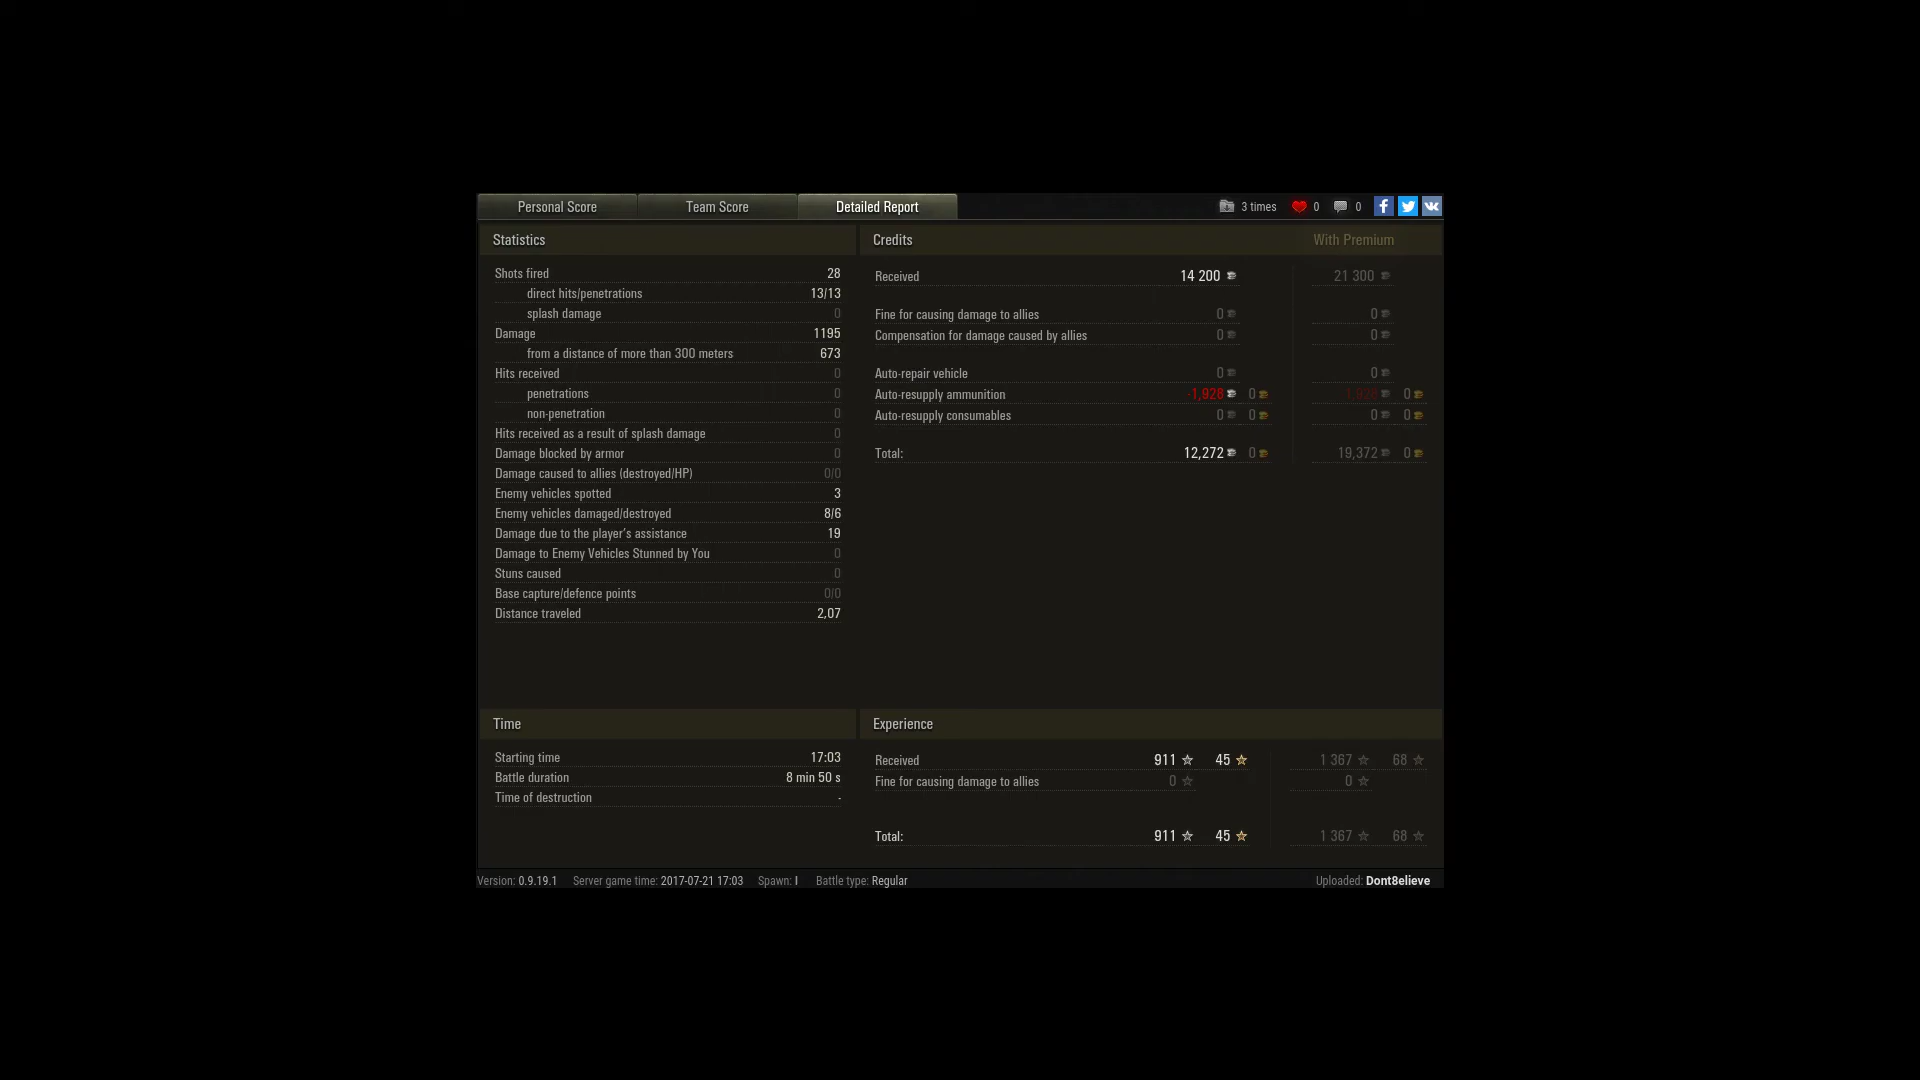 Personal Score Team Score Detailed Report 3 times 0 0
Statistics
Shots fired 28
direct hits/penetrations 13/13
splash damage 0
Damage 1195
from a distance of more than 300 meters 673
Hits received 0
penetrations 0
non-penetration 0
Hits received as a result of splash damage 0
Damage blocked by armor 0
Damage caused to allies (destroyed/HP) 0/0
Enemy vehicles spotted 3
Enemy vehicles damaged/destroyed 8/6
Damage due to the player's assistance 19
Damage to Enemy Vehicles Stunned by You 0
Stuns caused 0
Base capture/defence points 0/0
Distance traveled 2,07
Credits With Premium
Received 14 200 21 300
Fine for causing damage to allies 0 0
Compensation for damage caused by allies 0 0
Auto-repair vehicle 0 0
Auto-resupply ammunition -1,928 0 -1,928 0
Auto-resupply consumables 0 0 0 0
Total: 12,272 0 19,372 0
Time
Starting time 17:03
Battle duration 8 min 50 s
Time of destruction -
Experience
Received 911 45 1 367 68
Fine for causing damage to allies 0 0
Total: 911 45 1 367 68
Version: 0.9.19.1 Server game time: 2017-07-21 17:03 Spawn: I Battle type: Regular Uploaded: Dont8elieve